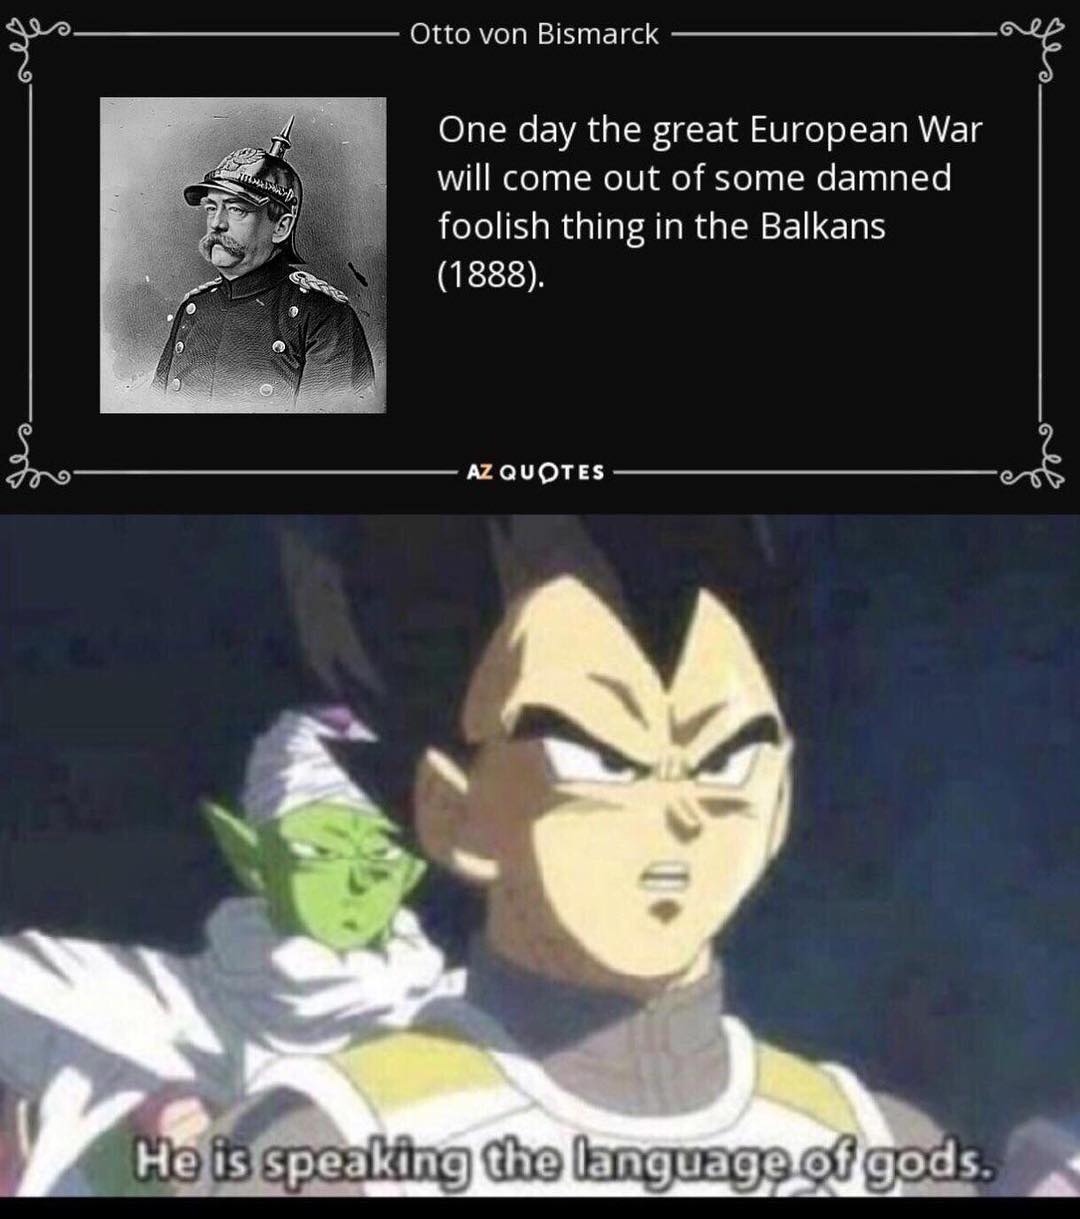 Otto von Bismarck
One day the great European War
will come out of some damned
foolish thing in the Balkans
(1888).
AZ QUOTES
He is speaking the language of gods.